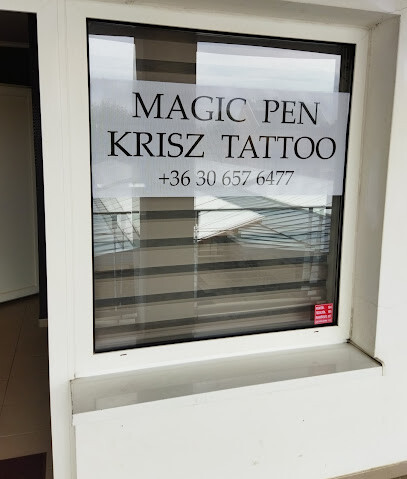 MAGIC PEN
KRISZ TATTOO
+36 30 657 6477